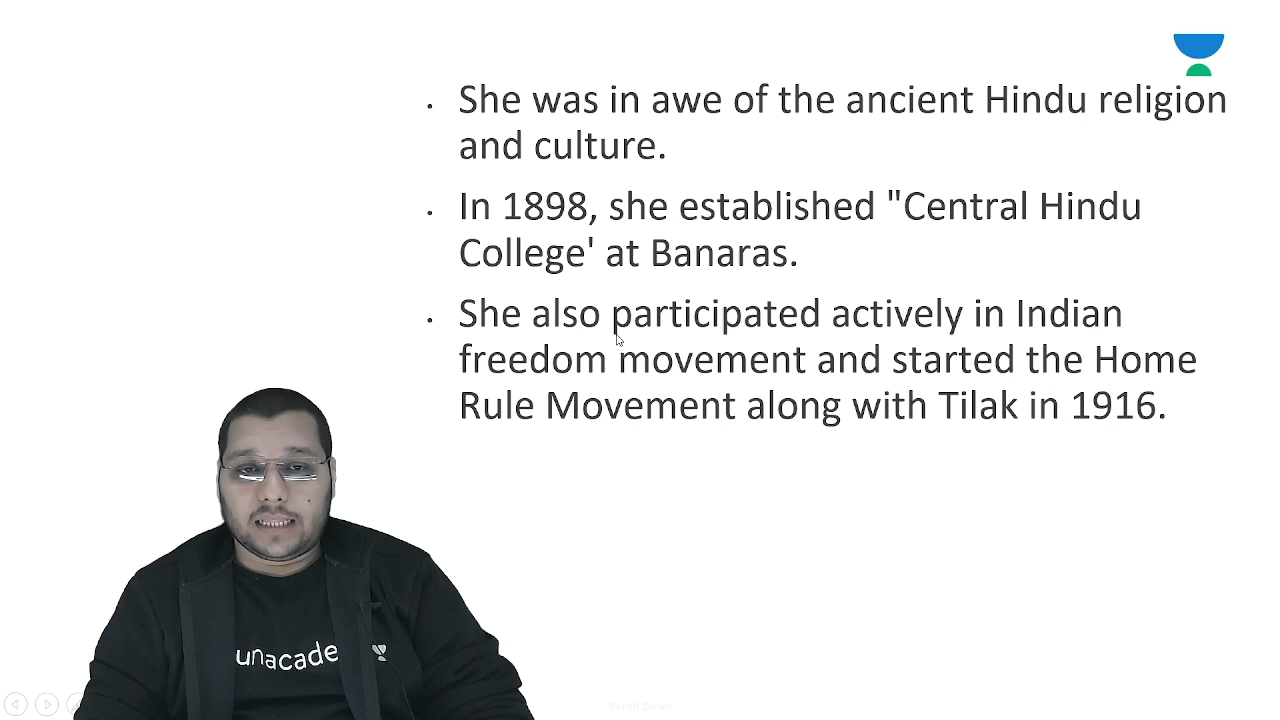 • She was in awe of the ancient Hindu religion
and culture.
• In 1898, she established "Central Hindu
College' at Banaras.
• She also participated actively in Indian
freedom movement and started the Home
Rule Movement along with Tilak in 1916.
unacade
Scroll Down